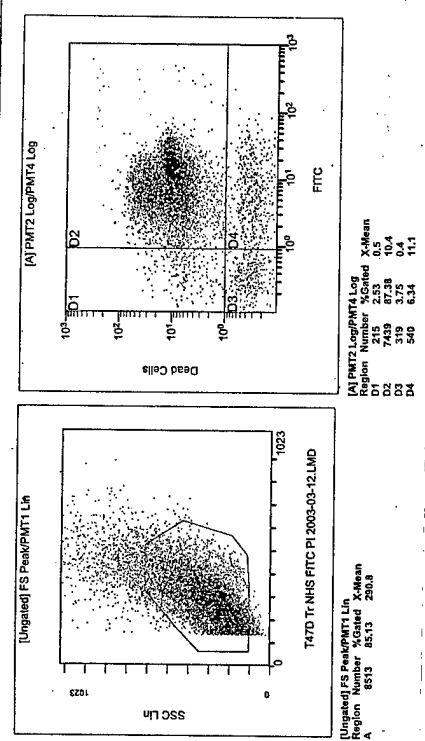 [Ungated] FS Peak/PMT1 Lin
1023
SSC Lin
0
0
1023
T47D Tr NHS FITC PI 2003-03-12.LMD
[Ungated] FS Peak/PMT1 Lin
Region Number %Gated X-Mean
A 8513 85.13 290.8
[A] PMT2 Log/PMT4 Log
10³
D1
D2
10²
10¹
Dead Cells
10⁰
D3
D4
10⁰
10¹
10²
10³
FITC
[A] PMT2 Log/PMT4 Log
Region Number %Gated X-Mean
D1 215 2.53 0.5
D2 7439 87.38 10.4
D3 319 3.75 0.4
D4 540 6.34 11.1